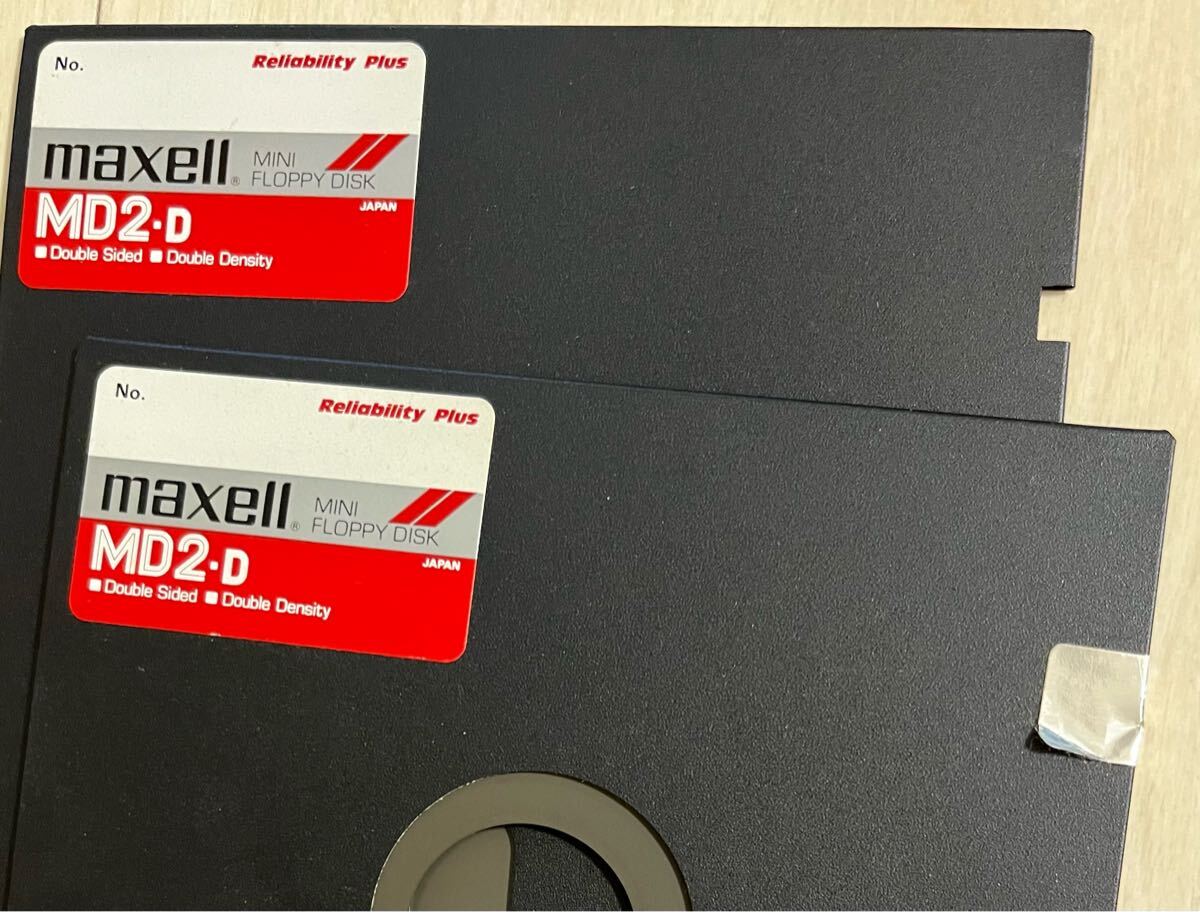 No. Reliability Plus
maxell® MINI
FLOPPY DISK
JAPAN
MD2-D
■ Double Sided ■ Double Density
No. Reliability Plus
maxell® MINI
FLOPPY DISK
JAPAN
MD2-D
■ Double Sided ■ Double Density